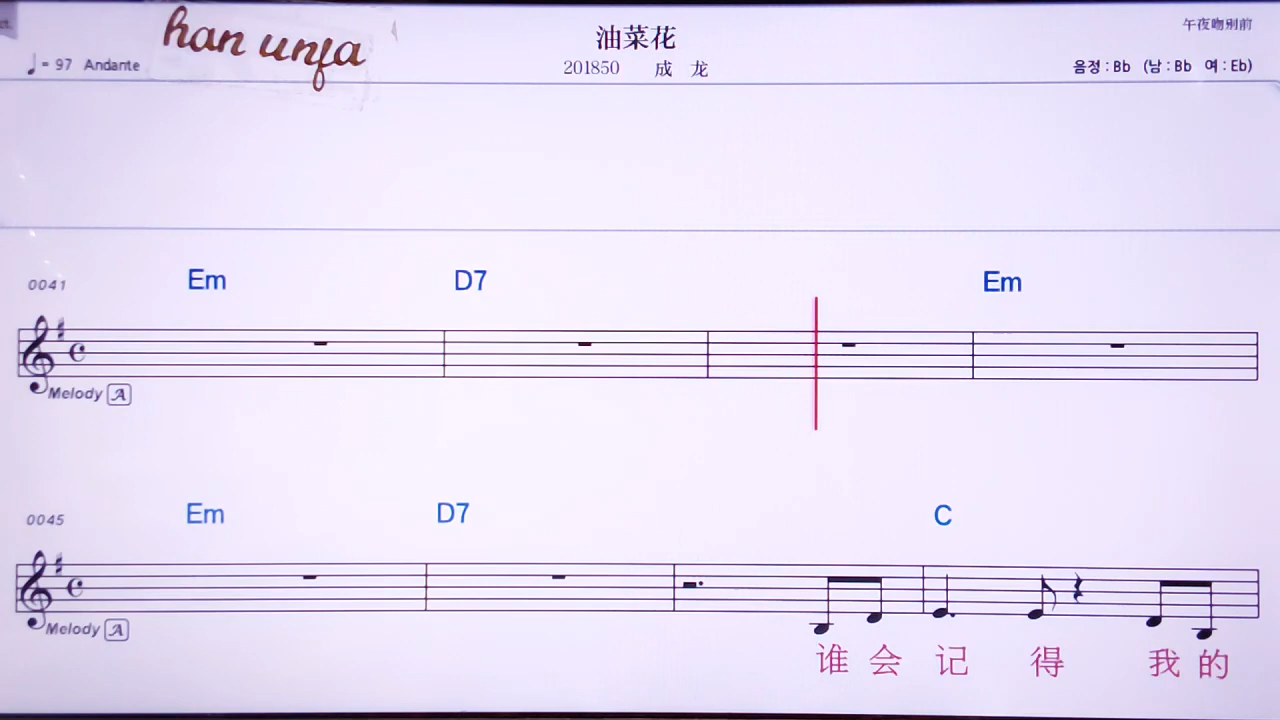 han unfa
油菜花
午夜吻别前
♩= 97 Andante
201850 成 龙
음정 : Bb (남 : Bb 여 : Eb)
Em D7 Em
0041
Melody A
Em D7 C
0045
Melody A
谁 会 记 得 我 的